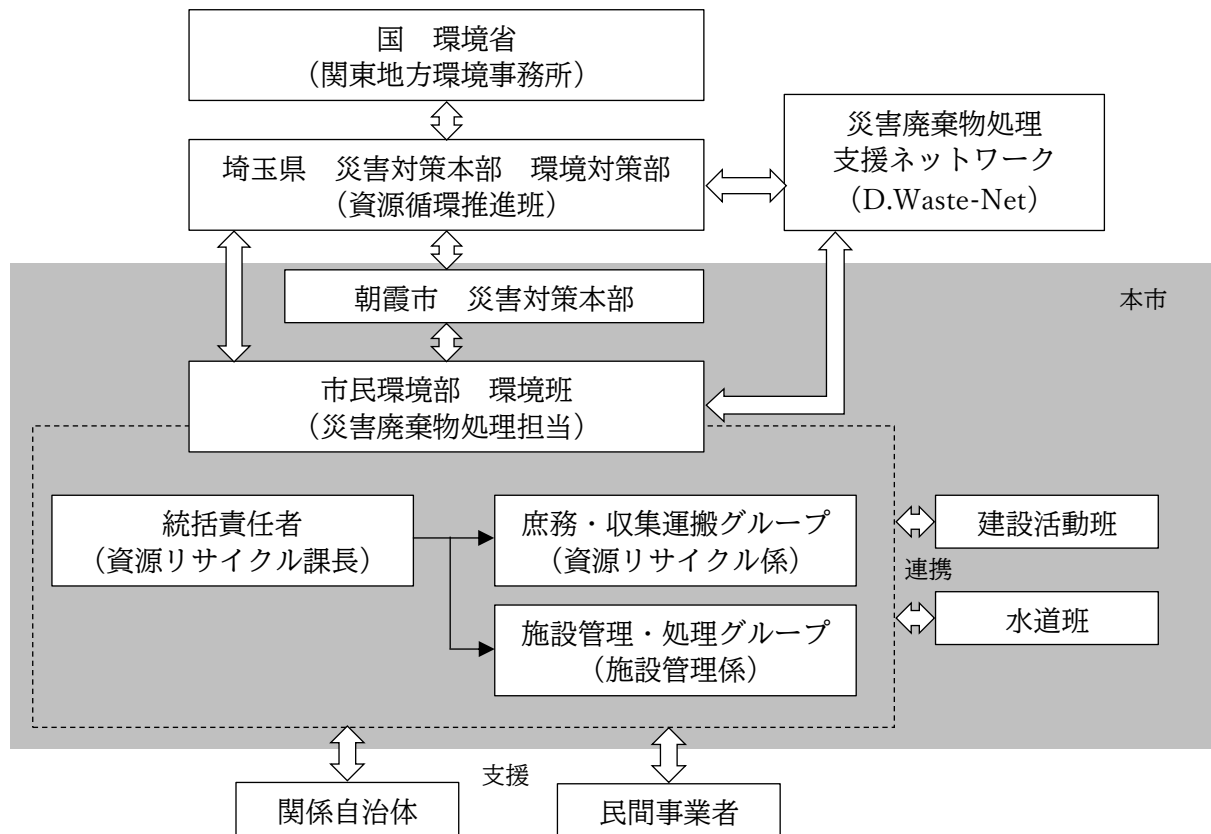 国　環境省
（関東地方環境事務所）
災害廃棄物処理
支援ネットワーク
（D.Waste-Net）
埼玉県　災害対策本部　環境対策部
（資源循環推進班）
朝霞市　災害対策本部
本市
市民環境部　環境班
（災害廃棄物処理担当）
統括責任者
（資源リサイクル課長）
庶務・収集運搬グループ
（資源リサイクル係）
建設活動班
連携
施設管理・処理グループ
（施設管理係）
水道班
支援
関係自治体
民間事業者